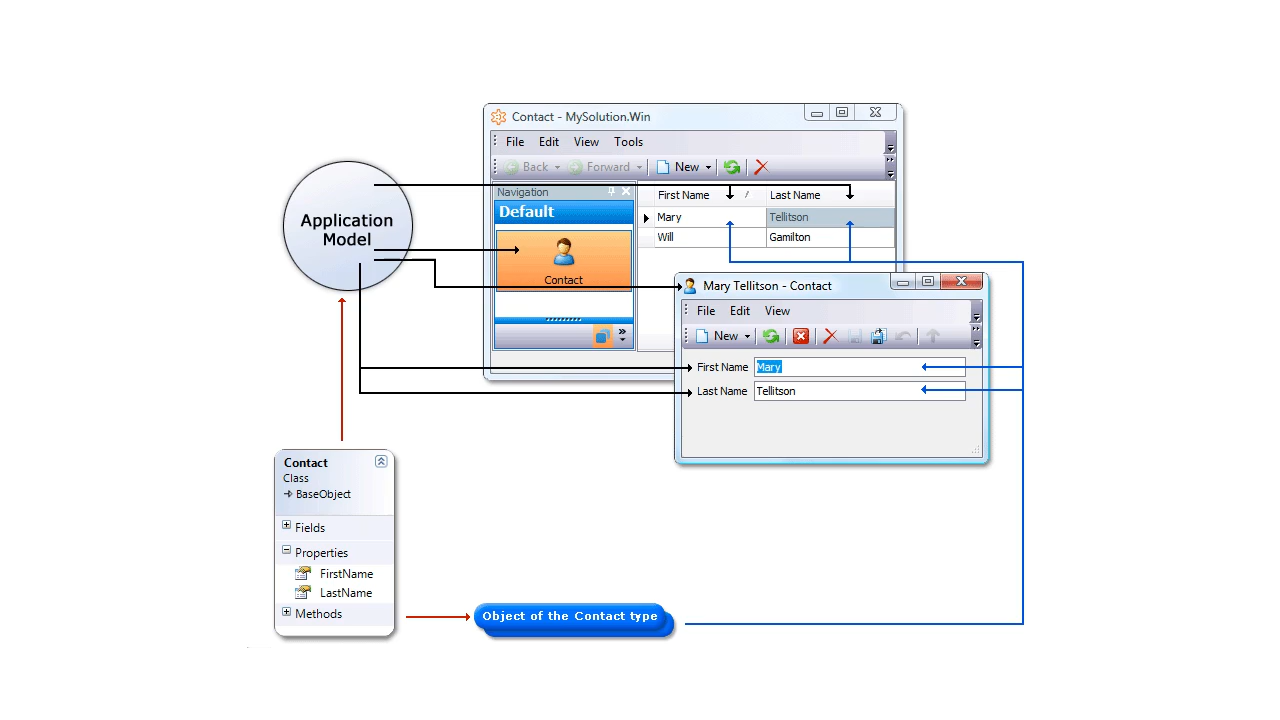 Contact - MySolution.Win
File Edit View Tools
Back Forward New
Navigation
Default
Contact
First Name / Last Name
Mary Tellitson
Will Gamilton
Application
Model
Mary Tellitson - Contact
File Edit View
New
First Name Mary
Last Name Tellitson
Contact
Class
BaseObject
Fields
Properties
FirstName
LastName
Methods
Object of the Contact type